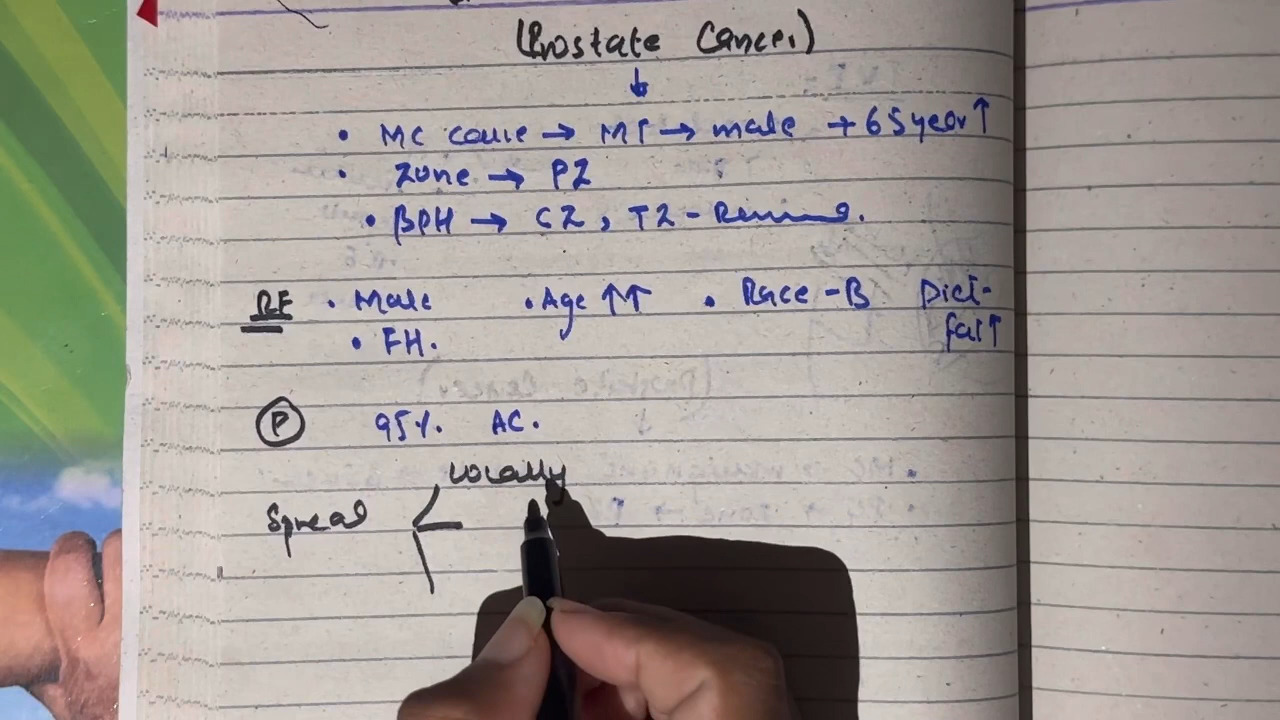 (Prostate Cancer)
↓
• MC cause → MT → male → 65year↑
• Zone → PZ
• BPH → CZ, TZ -
RF • Male • Age ↑↑ • Race - B Diet-
• FH. fat↑
(P) 95%. AC.
Locally
Spread